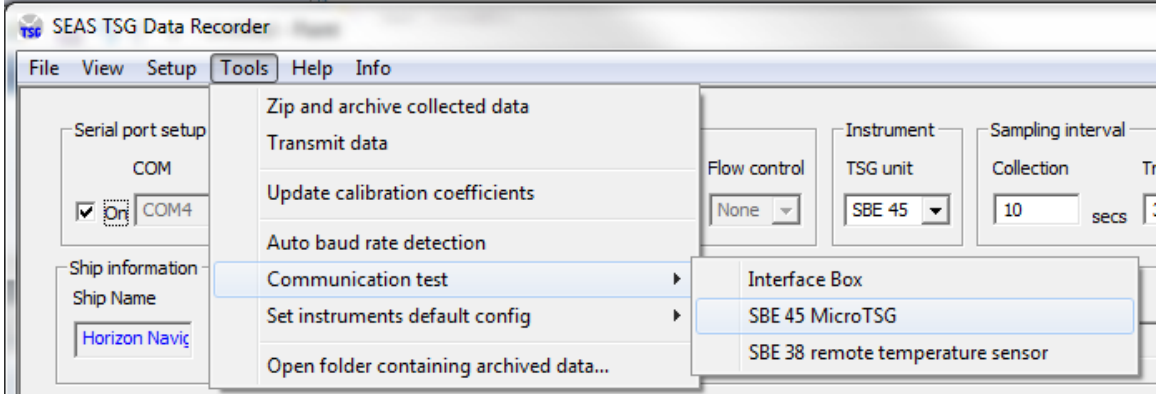 TSG SEAS TSG Data Recorder
File View Setup Tools Help Info
Zip and archive collected data
Transmit data
Update calibration coefficients
Auto baud rate detection
Communication test
Set instruments default config
Open folder containing archived data...
Interface Box
SBE 45 MicroTSG
SBE 38 remote temperature sensor
Serial port setup
COM
On COM4
Flow control
None
Instrument
TSG unit
SBE 45
Sampling interval
Collection
10 secs
Ship information
Ship Name
Horizon Navig